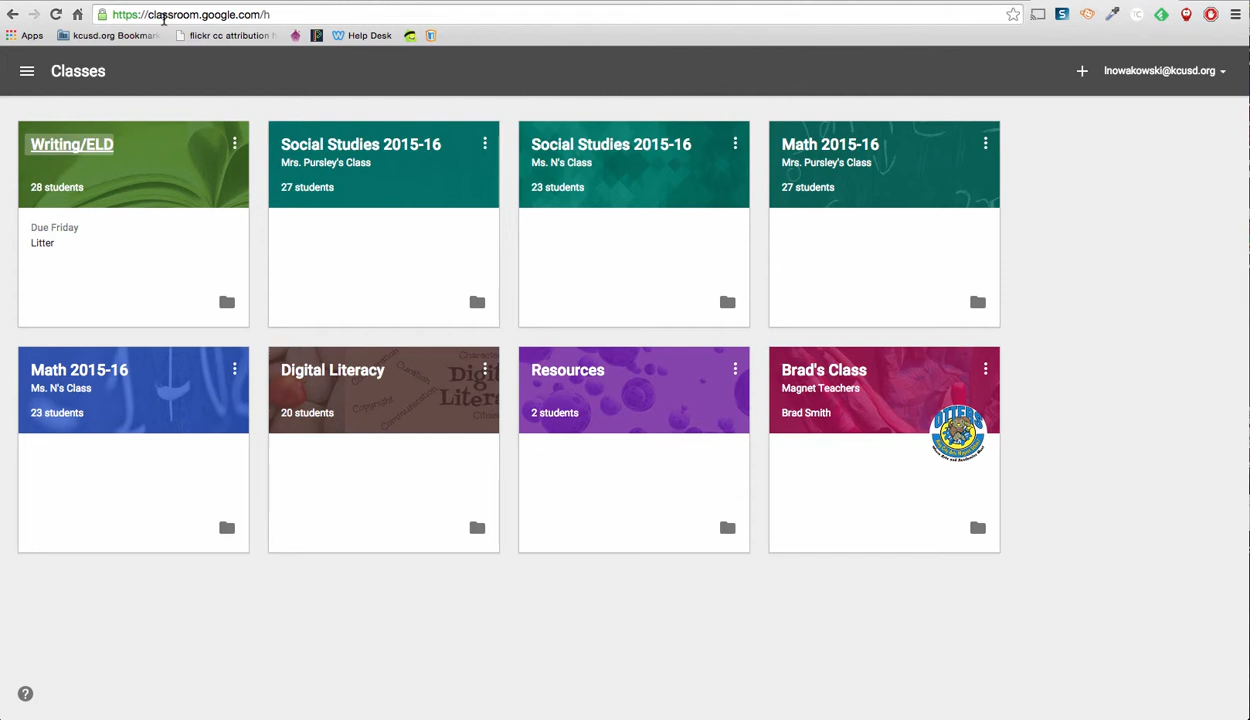 https://classroom.google.com/h
Apps kcusd.org Bookmar flickr cc attribution h Help Desk
Classes
lnowakowski@kcusd.org
Writing/ELD
28 students
Due Friday
Litter
Social Studies 2015-16
Mrs. Pursley's Class
27 students
Social Studies 2015-16
Ms. N's Class
23 students
Math 2015-16
Mrs. Pursley's Class
27 students
Math 2015-16
Ms. N's Class
23 students
Digital Literacy
20 students
Resources
2 students
Brad's Class
Magnet Teachers
Brad Smith
OTTERS